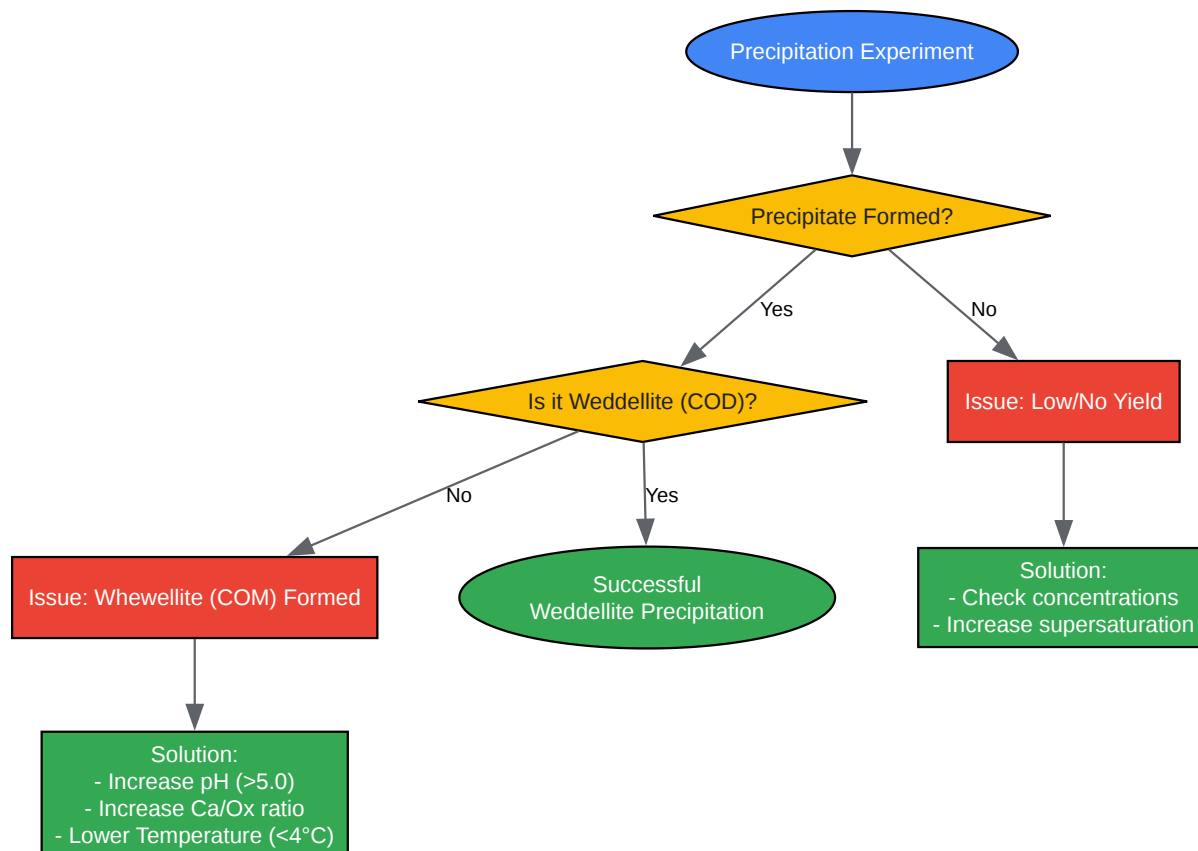 Precipitation Experiment
Precipitate Formed?
Yes
No
Is it Weddellite (COD)?
Issue: Low/No Yield
No
Yes
Issue: Whewellite (COM) Formed
Successful
Weddellite Precipitation
Solution:
- Check concentrations
- Increase supersaturation
Solution:
- Increase pH (>5.0)
- Increase Ca/Ox ratio
- Lower Temperature (<4°C)